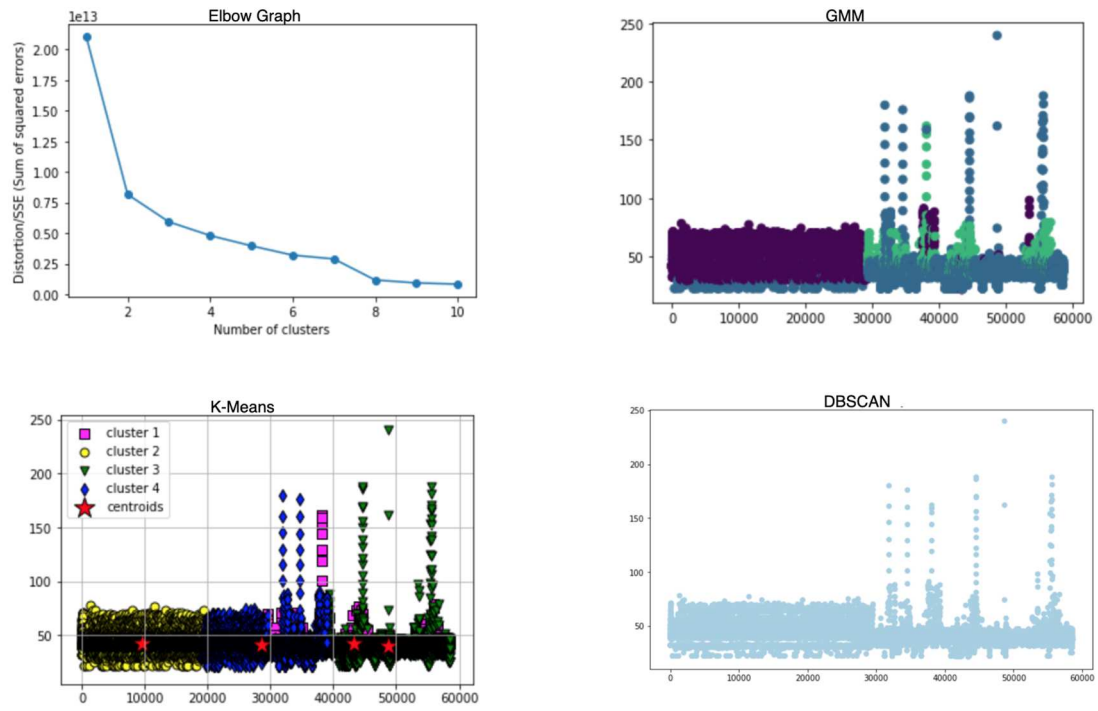 Elbow Graph
1e13
Distortion/SSE (Sum of squared errors)
2.00
1.75
1.50
1.25
1.00
0.75
0.50
0.25
0.00
2 4 6 8 10
Number of clusters
GMM
250
200
150
100
50
0 10000 20000 30000 40000 50000 60000
K-Means
250
200
150
100
50
cluster 1
cluster 2
cluster 3
cluster 4
centroids
0 10000 20000 30000 40000 50000 60000
DBSCAN
250
200
150
100
50
0 10000 20000 30000 40000 50000 60000